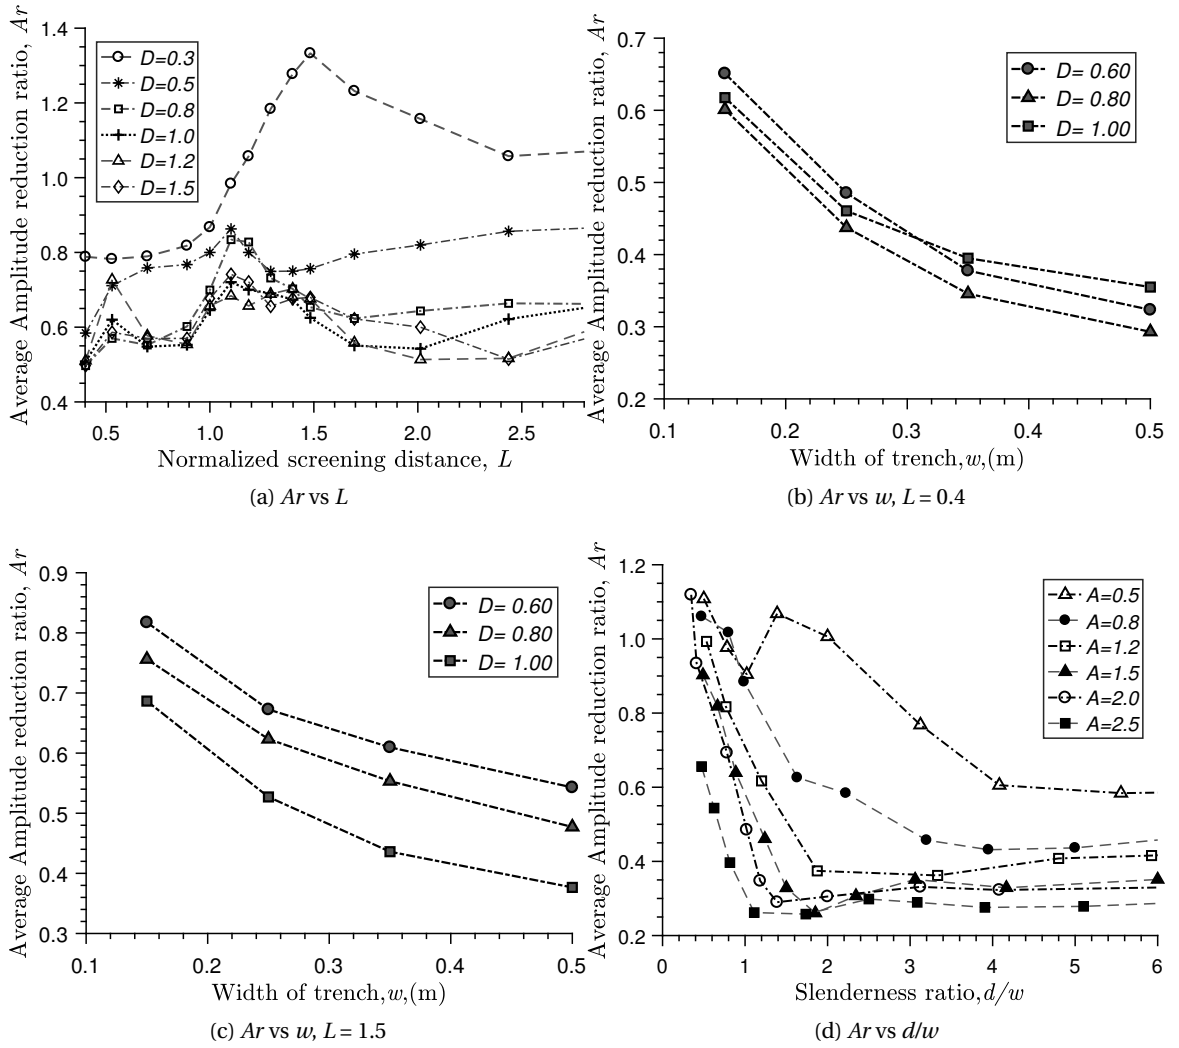 Average Amplitude reduction ratio, Ar
1.4
1.2
1.0
0.8
0.6
0.4
D=0.3
D=0.5
D=0.8
D=1.0
D=1.2
D=1.5
0.5 1.0 1.5 2.0 2.5
Normalized screening distance, L
(a) Ar vs L
Average Amplitude reduction ratio, Ar
0.7
0.6
0.5
0.4
0.3
0.2
D= 0.60
D= 0.80
D= 1.00
0.1 0.2 0.3 0.4 0.5
Width of trench,w,(m)
(b) Ar vs w, L = 0.4
Average Amplitude reduction ratio, Ar
0.9
0.8
0.7
0.6
0.5
0.4
0.3
D= 0.60
D= 0.80
D= 1.00
0.1 0.2 0.3 0.4 0.5
Width of trench,w,(m)
(c) Ar vs w, L = 1.5
Average Amplitude reduction ratio, Ar
1.2
1.0
0.8
0.6
0.4
0.2
A=0.5
A=0.8
A=1.2
A=1.5
A=2.0
A=2.5
0 1 2 3 4 5 6
Slenderness ratio,d/w
(d) Ar vs d/w